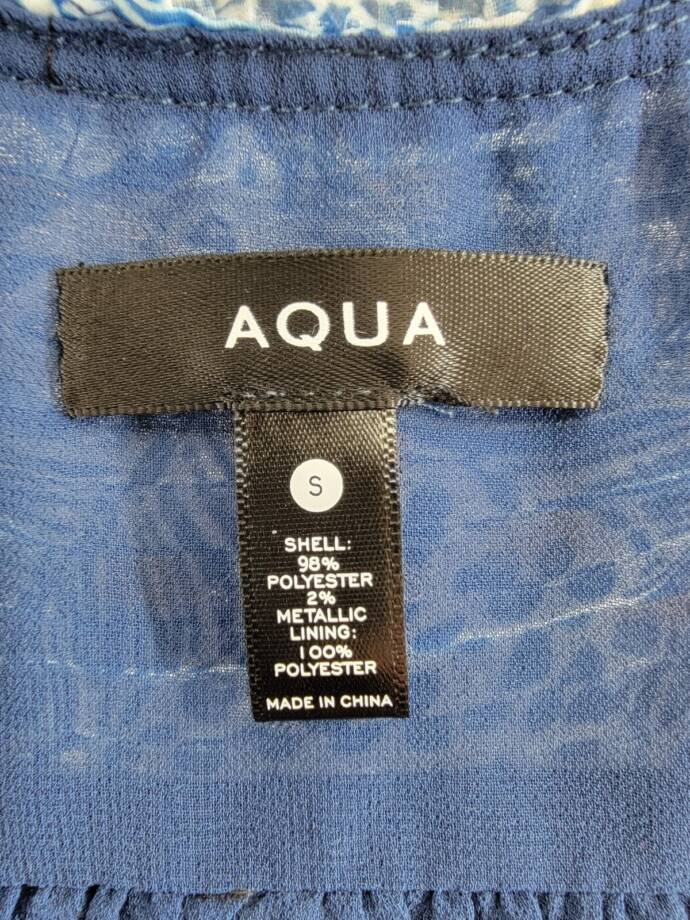 AQUA
S
SHELL:
98%
POLYESTER
2%
METALLIC
LINING:
100%
POLYESTER
MADE IN CHINA